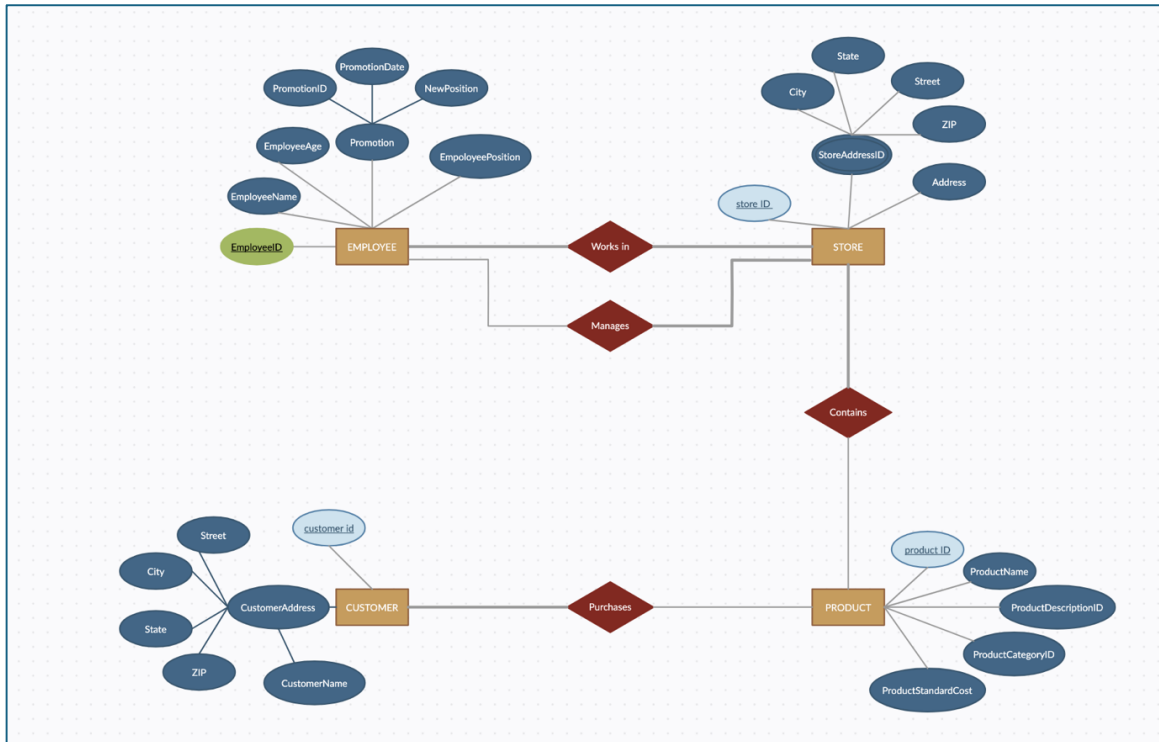 State
PromotionDate
Street
PromotionID
NewPosition
City
ZIP
EmployeeAge
Promotion
EmpoloyeePosition
StoreAddressID
Address
EmployeeName
store ID
EmployeeID
EMPLOYEE
Works in
STORE
Manages
Contains
Street
customer id
product ID
City
ProductName
CustomerAddress
CUSTOMER
Purchases
PRODUCT
ProductDescriptionID
State
ProductCategoryID
ZIP
CustomerName
ProductStandardCost